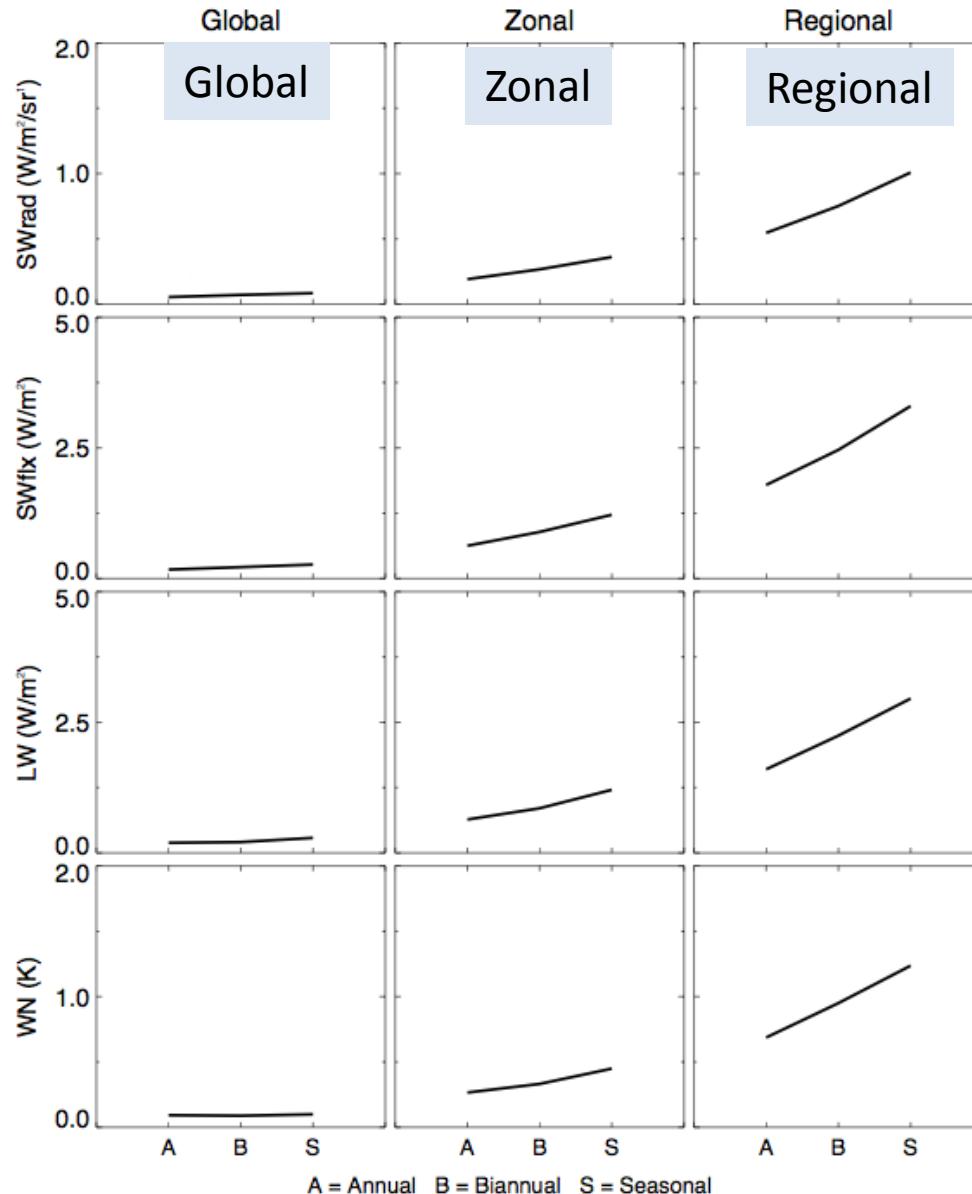 Global Zonal Regional
Global Zonal Regional
SWrad (W/m²/sr¹)
2.0
1.0
0.0
SWflx (W/m²)
5.0
2.5
0.0
LW (W/m²)
5.0
2.5
0.0
WN (K)
2.0
1.0
0.0
A B S A B S A B S
A = Annual B = Biannual S = Seasonal